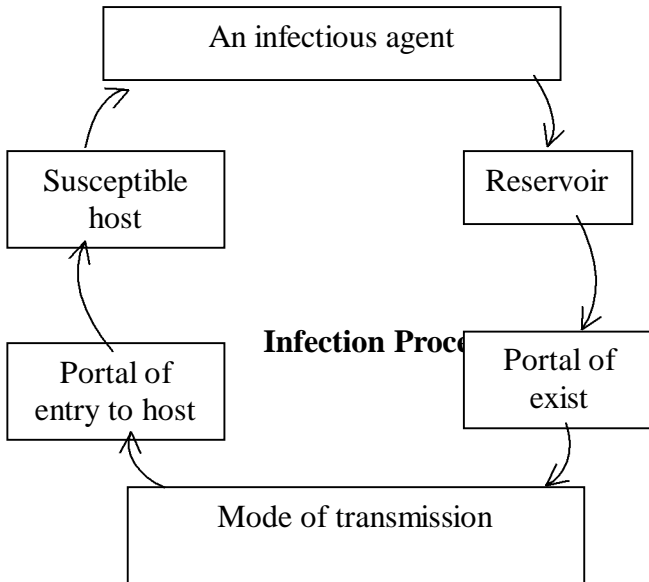 An infectious agent
Susceptible
host
Reservoir
Infection Proce
Portal of
entry to host
Portal of
exist
Mode of transmission